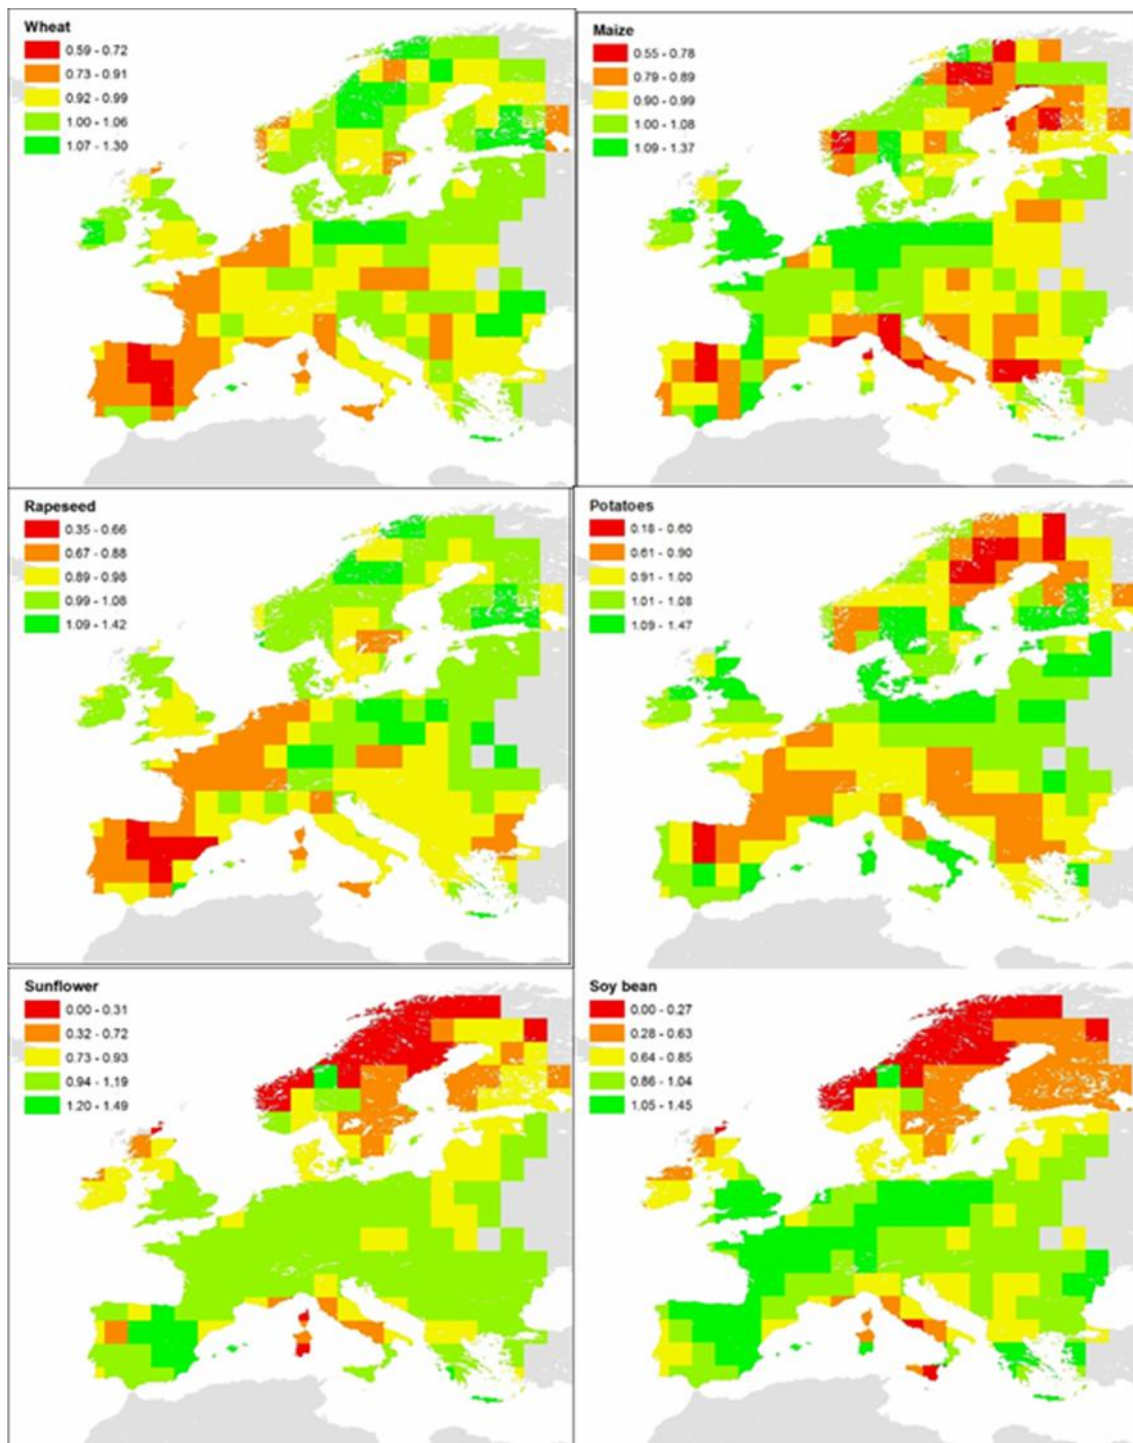 Wheat
0.59 - 0.72
0.73 - 0.91
0.92 - 0.99
1.00 - 1.06
1.07 - 1.30
Maize
0.55 - 0.78
0.79 - 0.89
0.90 - 0.99
1.00 - 1.08
1.09 - 1.37
Rapeseed
0.35 - 0.66
0.67 - 0.88
0.89 - 0.98
0.99 - 1.08
1.09 - 1.42
Potatoes
0.18 - 0.60
0.61 - 0.90
0.91 - 1.00
1.01 - 1.08
1.09 - 1.47
Sunflower
0.00 - 0.31
0.32 - 0.72
0.73 - 0.93
0.94 - 1.19
1.20 - 1.49
Soy bean
0.00 - 0.27
0.28 - 0.63
0.64 - 0.85
0.86 - 1.04
1.05 - 1.45